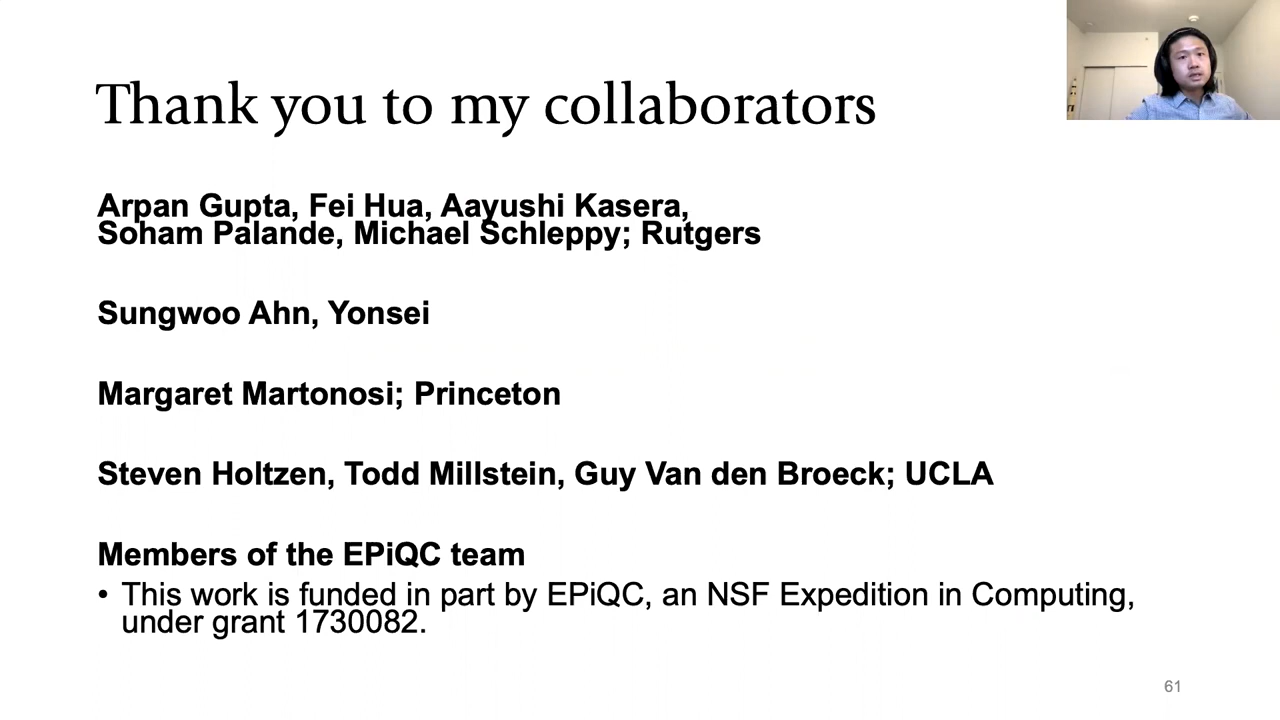 Thank you to my collaborators
Arpan Gupta, Fei Hua, Aayushi Kasera,
Soham Palande, Michael Schleppy; Rutgers
Sungwoo Ahn, Yonsei
Margaret Martonosi; Princeton
Steven Holtzen, Todd Millstein, Guy Van den Broeck; UCLA
Members of the EPiQC team
• This work is funded in part by EPiQC, an NSF Expedition in Computing,
under grant 1730082.
61